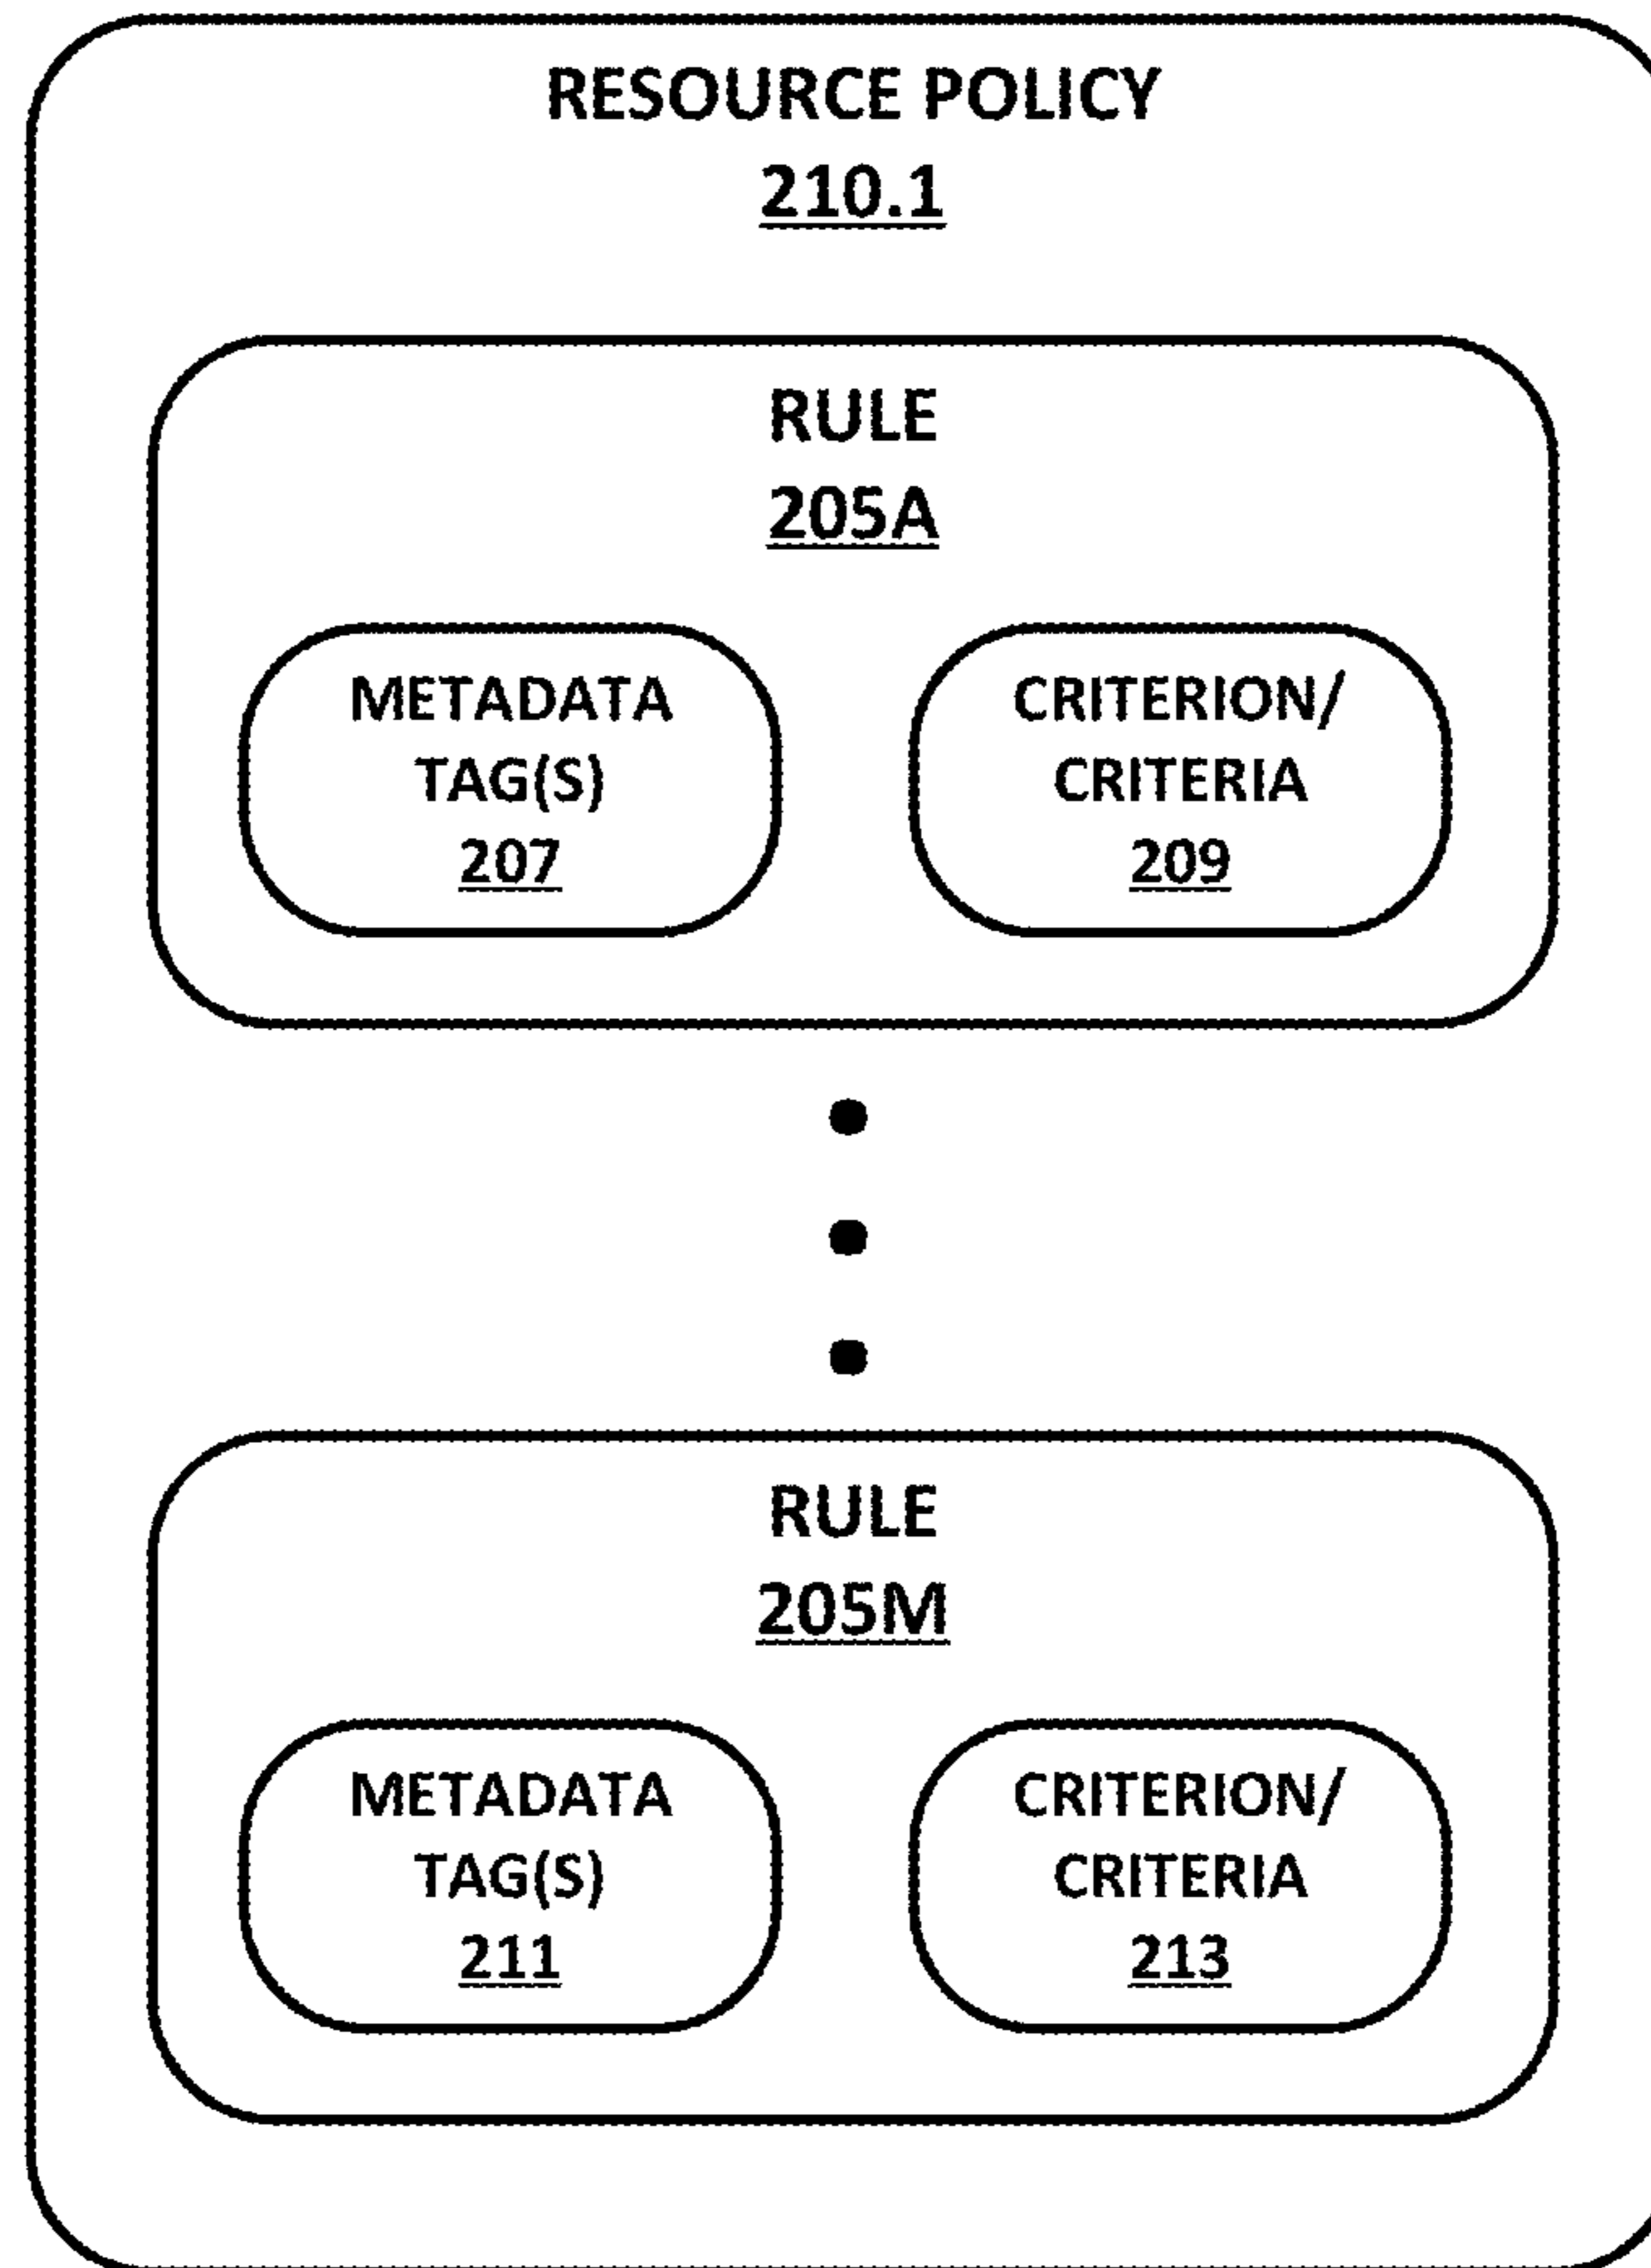 RESOURCE POLICY
210.1
RULE
205A
METADATA
TAG(S)
207
CRITERION/
CRITERIA
209
RULE
205M
METADATA
TAG(S)
211
CRITERION/
CRITERIA
213